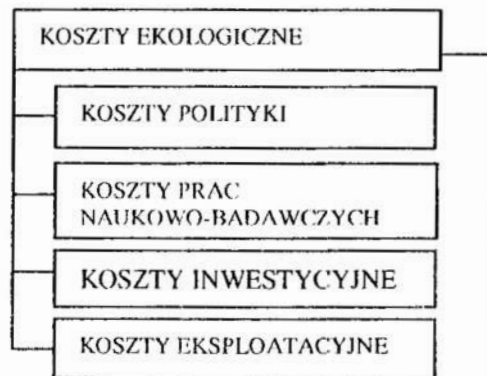 KOSZTY EKOLOGICZNE
KOSZTY POLITYKI
KOSZTY PRAC
NAUKOWO-BADAWCZYCH
KOSZTY INWESTYCYJNE
KOSZTY EKSPLOATACYJNE